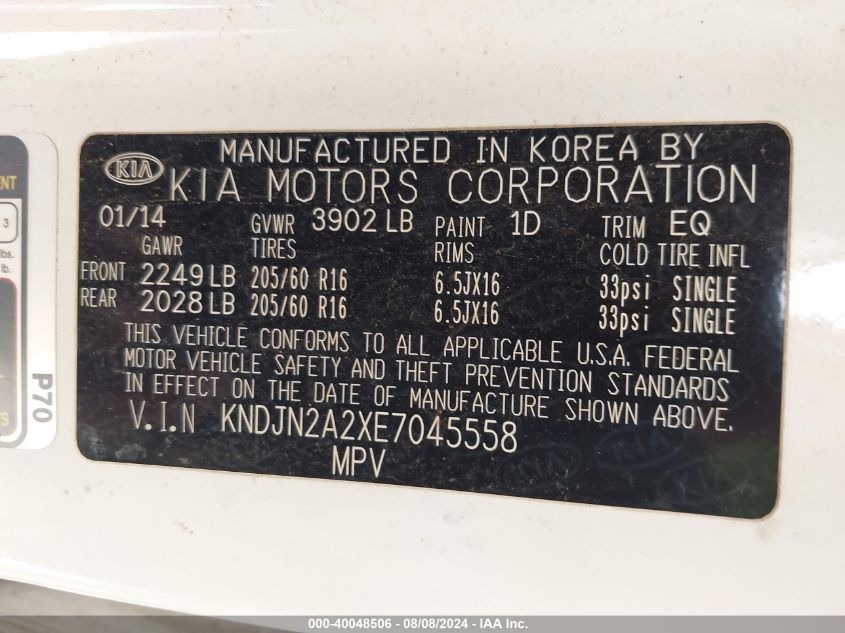 MANUFACTURED IN KOREA BY
KIA KIA MOTORS CORPORATION
01/14 GVWR 3902 LB PAINT 1D TRIM EQ
GAWR TIRES RIMS COLD TIRE INFL
FRONT 2249 LB 205/60 R16 6.5JX16 33psi SINGLE
REAR 2028 LB 205/60 R16 6.5JX16 33psi SINGLE
THIS VEHICLE CONFORMS TO ALL APPLICABLE U.S.A. FEDERAL
MOTOR VEHICLE SAFETY AND THEFT PREVENTION STANDARDS
IN EFFECT ON THE DATE OF MANUFACTURE SHOWN ABOVE.
V.I.N KNDJN2A2XE7045558
MPV
3
lb.
P70
000-40048506 - 08/08/2024 - IAA Inc.